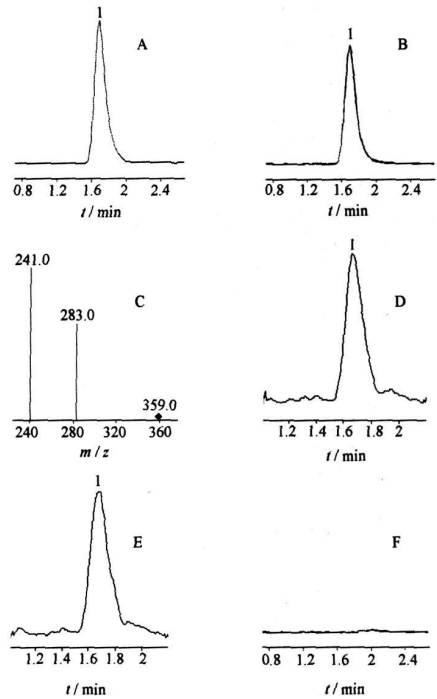 1
A
0.8 1.2 1.6 2 2.4
t / min
1
B
0.8 1.2 1.6 2 2.4
t / min
241.0
283.0
359.0
C
240 280 320 360
m / z
1
D
1.2 1.4 1.6 1.8 2
t / min
1
E
1.2 1.4 1.6 1.8 2
t / min
F
0.8 1.2 1.6 2 2.4
t / min